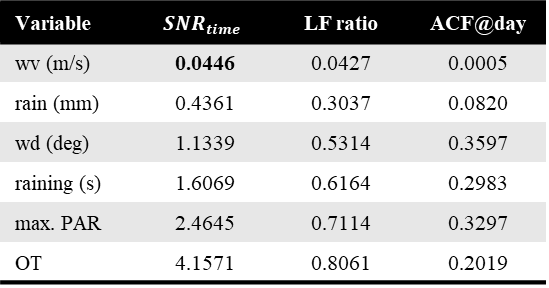 Variable SNRtime LF ratio ACF@day
wv (m/s) 0.0446 0.0427 0.0005
rain (mm) 0.4361 0.3037 0.0820
wd (deg) 1.1339 0.5314 0.3597
raining (s) 1.6069 0.6164 0.2983
max. PAR 2.4645 0.7114 0.3297
OT 4.1571 0.8061 0.2019